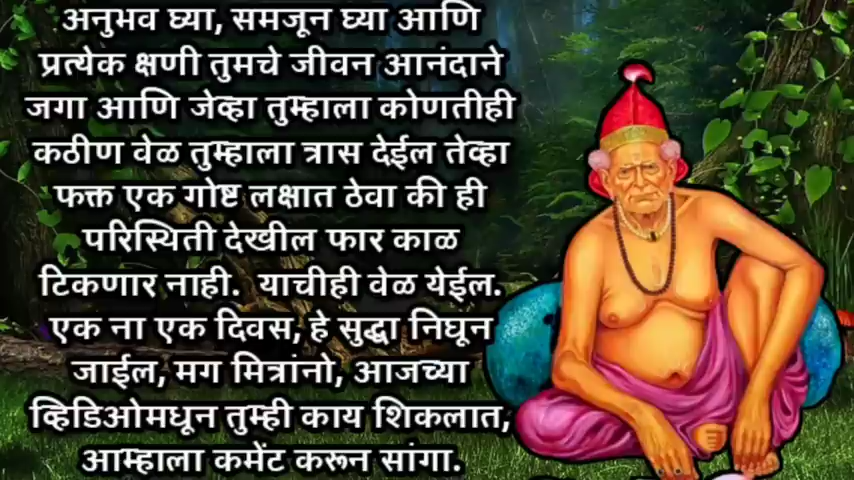 अनुभव घ्या, समजून घ्या आणि
प्रत्येक क्षणी तुमचे जीवन आनंदाने
जगा आणि जेव्हा तुम्हाला कोणतीही
कठीण वेळ तुम्हाला त्रास देईल तेव्हा
फक्त एक गोष्ट लक्षात ठेवा की ही
परिस्थिती देखील फार काळ
टिकणार नाही. याचीही वेळ येईल.
एक ना एक दिवस, हे सुद्धा निघून
जाईल, मग मित्रांनो, आजच्या
व्हिडिओमधून तुम्ही काय शिकलात,
आम्हाला कमेंट करून सांगा.